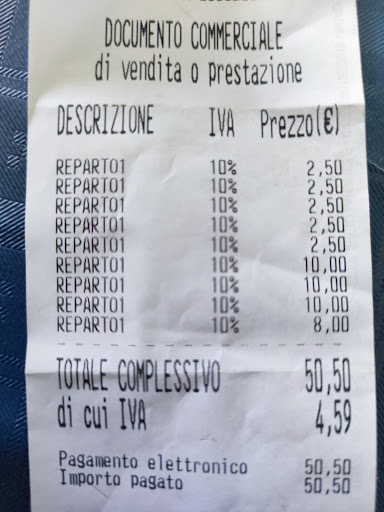 DOCUMENTO COMMERCIALE
di vendita o prestazione
DESCRIZIONE IVA Prezzo(€)
REPARTO1 10% 2,50
REPARTO1 10% 2,50
REPARTO1 10% 2,50
REPARTO1 10% 2,50
REPARTO1 10% 2,50
REPARTO1 10% 10,00
REPARTO1 10% 10,00
REPARTO1 10% 10,00
REPARTO1 10% 8,00
TOTALE COMPLESSIVO 50,50
di cui IVA 4,59
Pagamento elettronico 50,50
Importo pagato 50,50